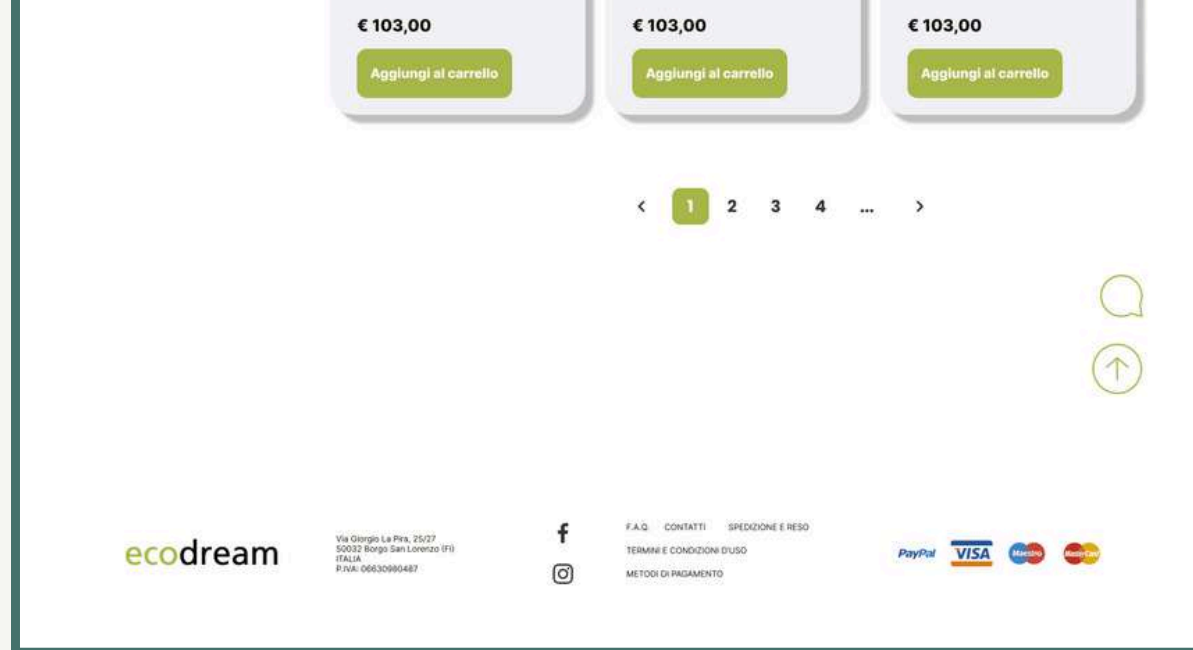 € 103,00
€ 103,00
€ 103,00
Aggiungi al carrello
Aggiungi al carrello
Aggiungi al carrello
< 1 2 3 4 ... >
ecodream
Via Giorgio La Pira, 25/27
50032 Borgo San Lorenzo (FI)
ITALIA
P.IVA: 06630980487
F.A.Q. CONTATTI SPEDIZIONE E RESO
TERMINI E CONDIZIONI D'USO
METODI DI PAGAMENTO
PayPal VISA Maestro MasterCard